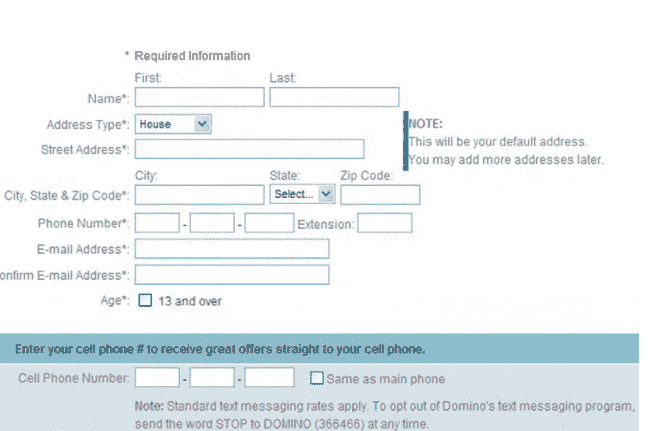 * Required Information
First: Last:
Name*:
Address Type*: House NOTE:
This will be your default address.
Street Address*:
You may add more addresses later.
City: State: Zip Code:
City, State & Zip Code*: Select...
Phone Number*: - - Extension:
E-mail Address*:
onfirm E-mail Address*:
Age*: 13 and over
Enter your cell phone # to receive great offers straight to your cell phone.
Cell Phone Number: - - Same as main phone
Note: Standard text messaging rates apply. To opt out of Domino's text messaging program,
send the word STOP to DOMINO (366466) at any time.